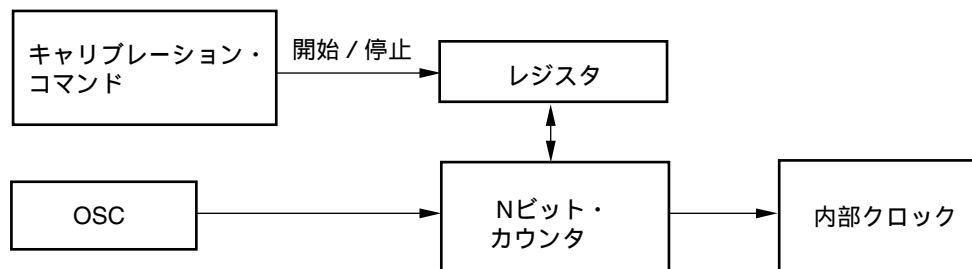 キャリブレーション・
コマンド
開始 / 停止
レジスタ
OSC
Nビット・
カウンタ
内部クロック